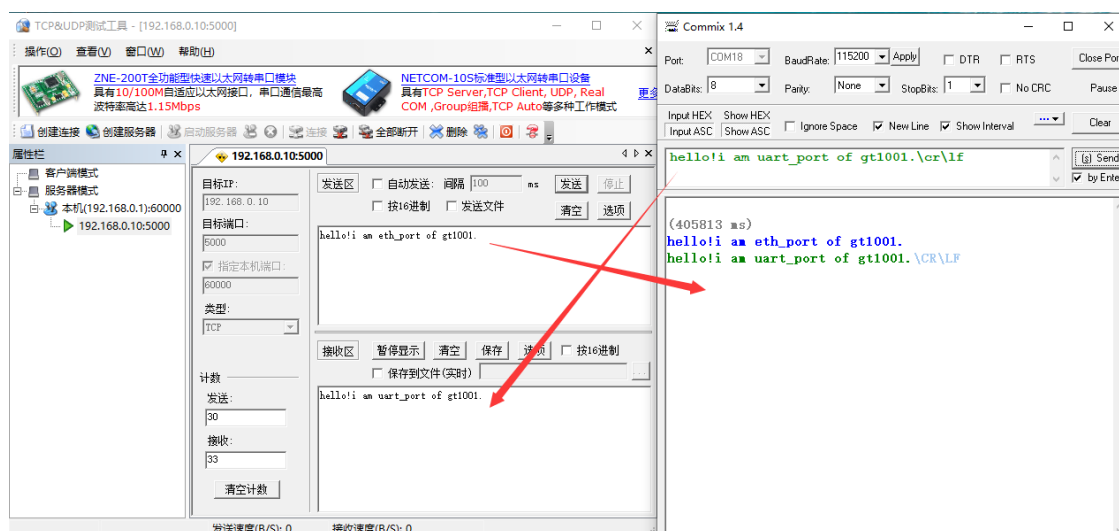 TCP&UDP测试工具 - [192.168.0.10:5000]
操作(O) 查看(V) 窗口(W) 帮助(H)
ZNE-200T全功能型快速以太网转串口模块
具有10/100M自适应以太网接口，串口通信最高
波特率高达1.15Mbps
NETCOM-10S标准型以太网转串口设备
具有TCP Server,TCP Client, UDP, Real
COM ,Group组播,TCP Auto等多种工作模式
更多
创建连接 创建服务器 启动服务器 连接 全部断开 删除
属性栏
客户端模式
服务器模式
本机(192.168.0.1):60000
192.168.0.10:5000
192.168.0.10:5000
目标IP:
192.168.0.10
目标端口:
5000
指定本机端口:
60000
类型:
TCP
计数
发送:
30
接收:
33
清空计数
发送区 自动发送: 间隔 100 ms 发送 停止
按16进制 发送文件 清空 选项
hello!i am eth_port of gt1001.
接收区 暂停显示 清空 保存 选项 按16进制
保存到文件(实时) ...
hello!i am uart_port of gt1001.
发送速度(B/S): 0 接收速度(B/S): 0
Commix 1.4
Port: COM18 BaudRate: 115200 Apply DTR RTS Close Por
DataBits: 8 Parity: None StopBits: 1 No CRC Pause
Input HEX Show HEX
Input ASC Show ASC Ignore Space New Line Show Interval ... Clear
hello!i am uart_port of gt1001.\cr\lf
(s) Send
by Ente
(405813 ms)
hello!i am eth_port of gt1001.
hello!i am uart_port of gt1001.\CR\LF